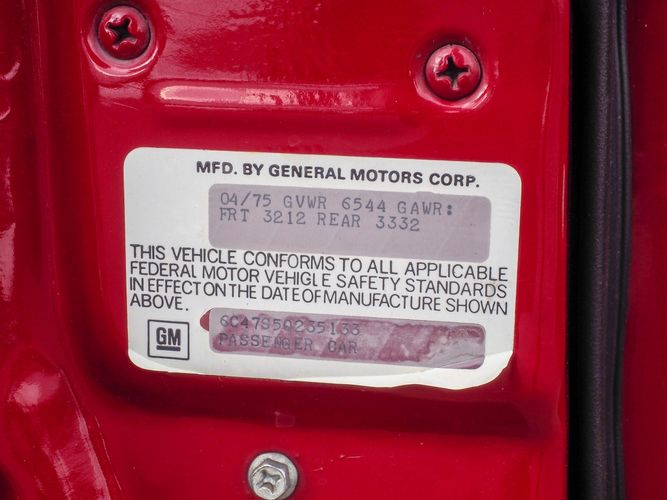 MFD. BY GENERAL MOTORS CORP.
04/75 GVWR 6544 GAWR:
FRT 3212 REAR 3332
THIS VEHICLE CONFORMS TO ALL APPLICABLE
FEDERAL MOTOR VEHICLE SAFETY STANDARDS
IN EFFECT ON THE DATE OF MANUFACTURE SHOWN
ABOVE.
6C47S5Q235133
PASSENGER CAR
GM